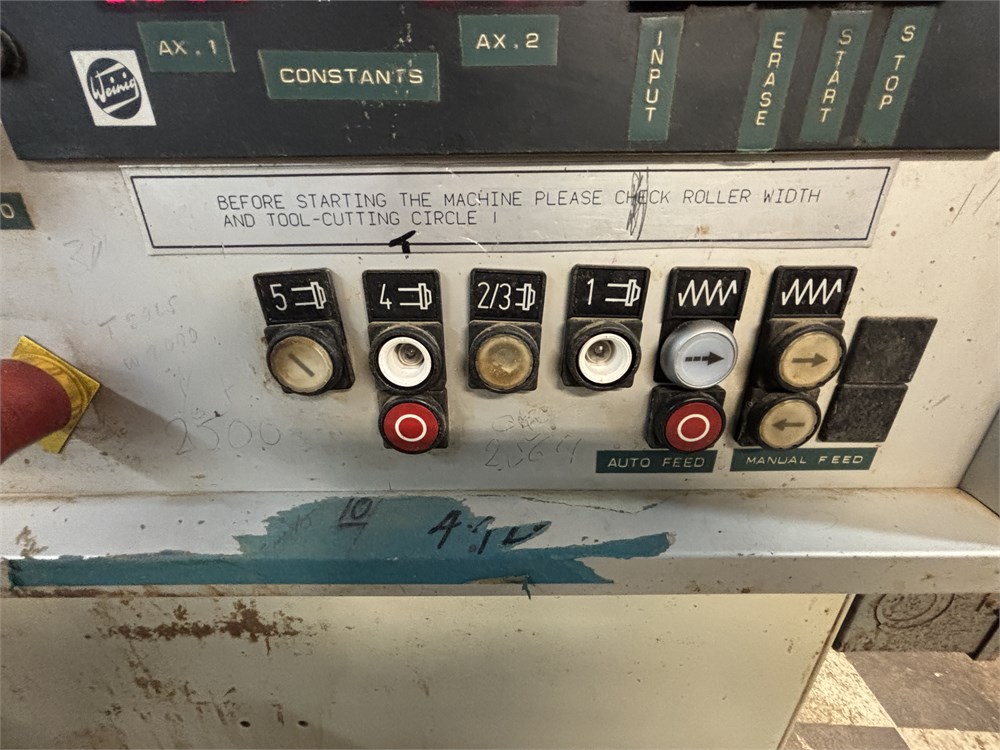 AX.1
AX.2
CONSTANTS
INPUT
ERASE
START
STOP
Weinig
BEFORE STARTING THE MACHINE PLEASE CHECK ROLLER WIDTH
AND TOOL-CUTTING CIRCLE !
5
4
2/3
1
AUTO FEED
MANUAL FEED
2500
10